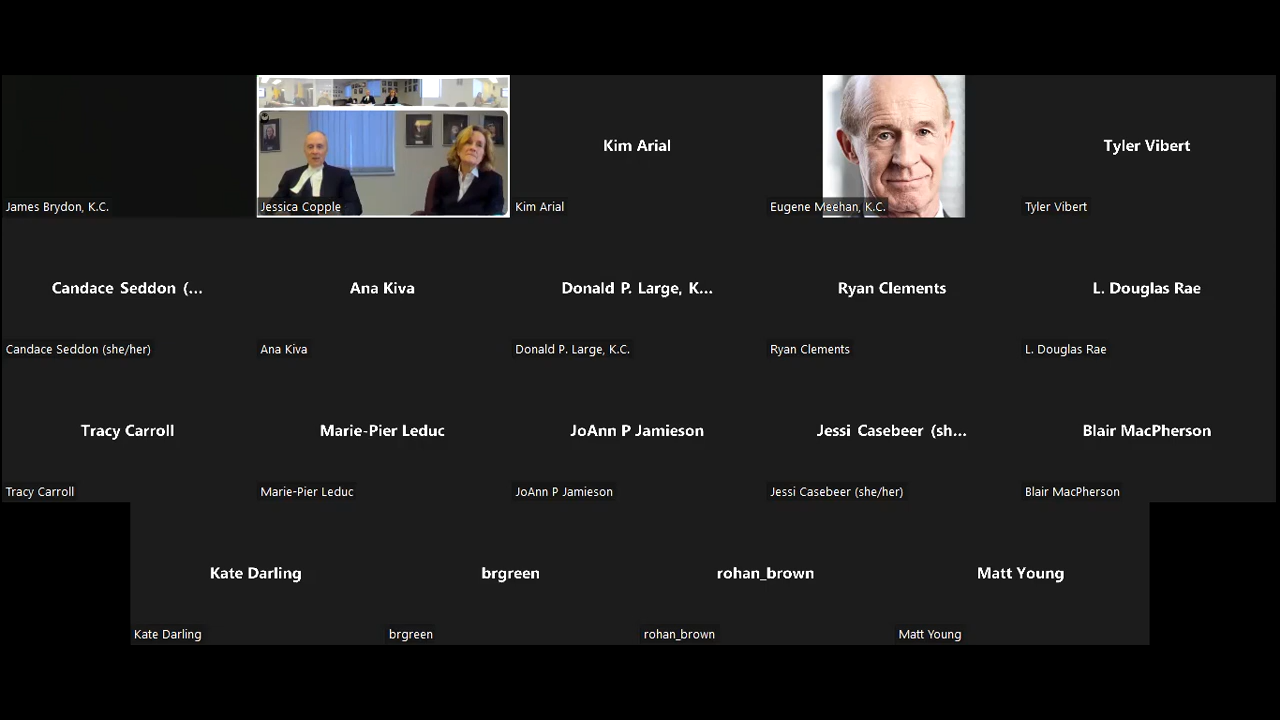 James Brydon, K.C.
Jessica Copple
Kim Arial
Kim Arial
Eugene Meehan, K.C.
Tyler Vibert
Tyler Vibert
Candace Seddon (...
Candace Seddon (she/her)
Ana Kiva
Ana Kiva
Donald P. Large, K...
Donald P. Large, K.C.
Ryan Clements
Ryan Clements
L. Douglas Rae
L. Douglas Rae
Tracy Carroll
Tracy Carroll
Marie-Pier Leduc
Marie-Pier Leduc
JoAnn P Jamieson
JoAnn P Jamieson
Jessi Casebeer (sh...
Jessi Casebeer (she/her)
Blair MacPherson
Blair MacPherson
Kate Darling
Kate Darling
brgreen
brgreen
rohan_brown
rohan_brown
Matt Young
Matt Young